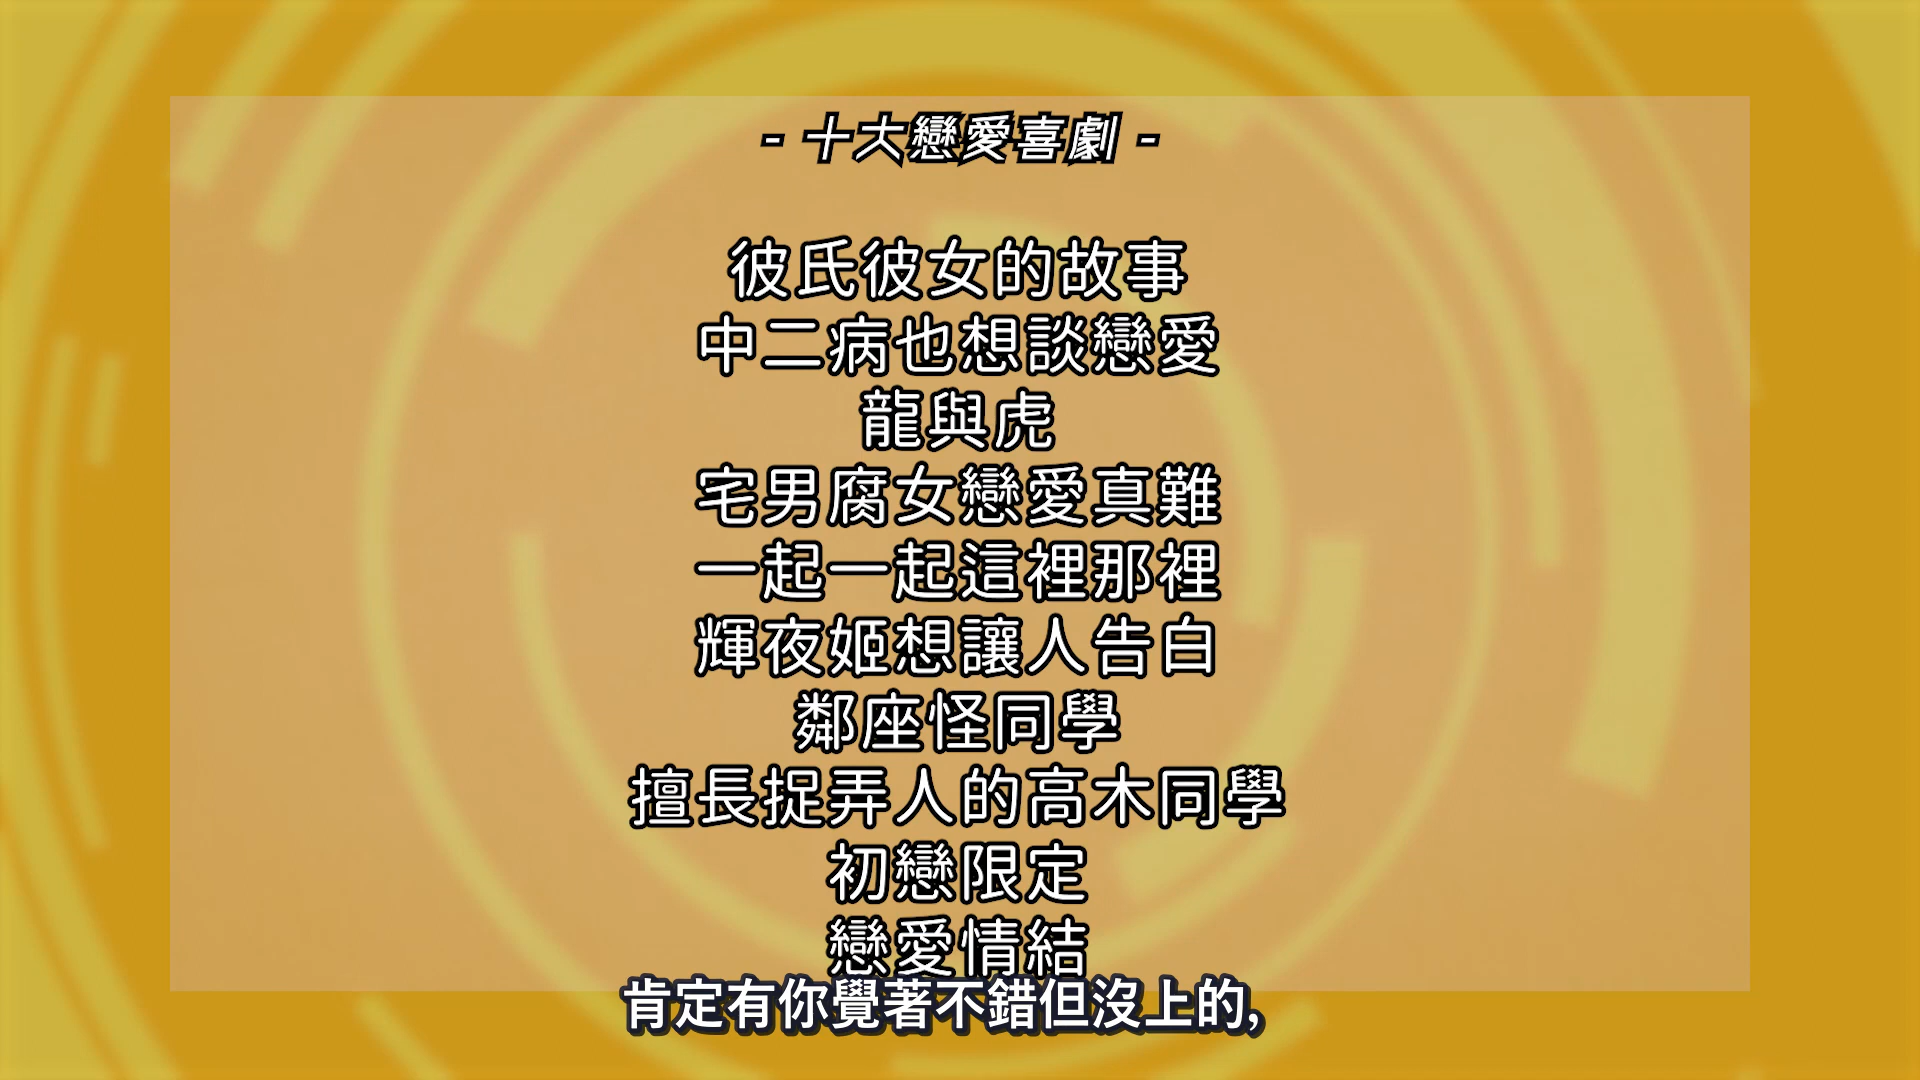 - 十大戀愛喜劇 -
彼氏彼女的故事
中二病也想談戀愛
龍與虎
宅男腐女戀愛真難
一起一起這裡那裡
輝夜姬想讓人告白
鄰座怪同學
擅長捉弄人的高木同學
初戀限定
戀愛情結
肯定有你覺著不錯但沒上的,